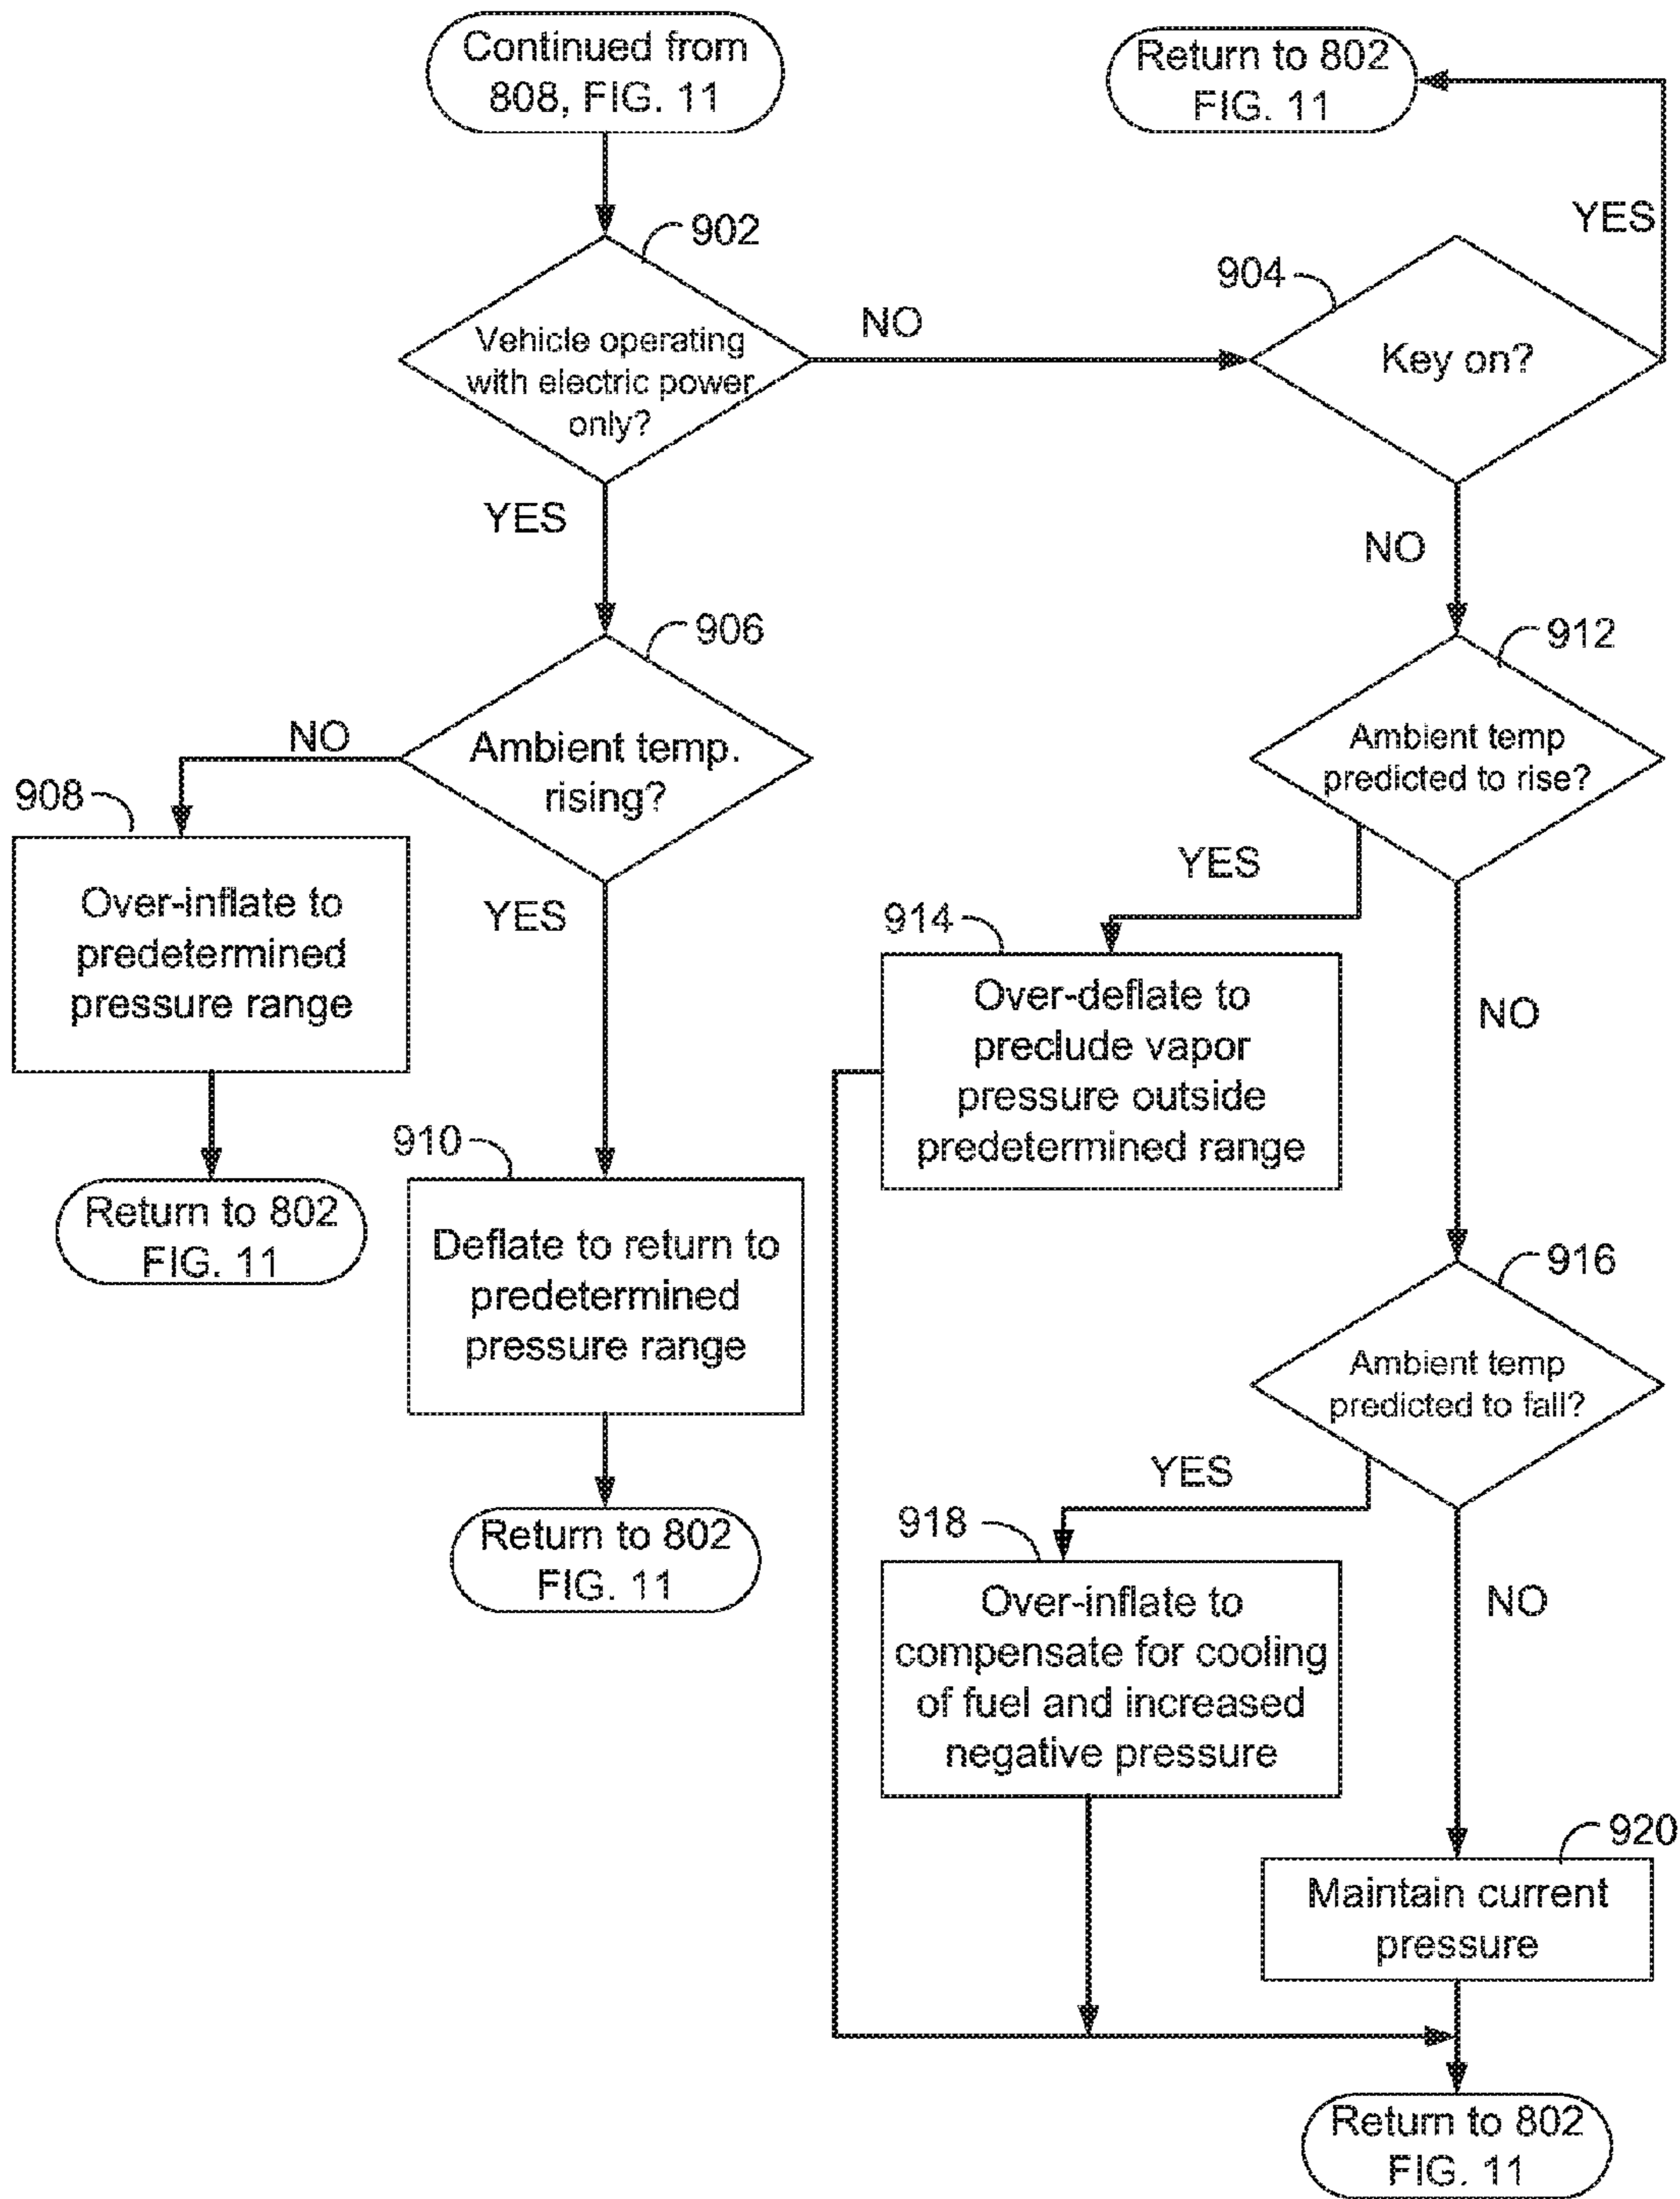 Continued from
808, FIG. 11
Return to 802
FIG. 11
YES
902
904
Vehicle operating
with electric power
only?
NO
Key on?
YES
NO
906
912
Ambient temp.
rising?
NO
Ambient temp
predicted to rise?
908
YES
YES
Over-inflate to
predetermined
pressure range
914
Over-deflate to
preclude vapor
pressure outside
predetermined range
NO
910
Return to 802
FIG. 11
Deflate to return to
predetermined
pressure range
916
Ambient temp
predicted to fall?
YES
Return to 802
FIG. 11
918
Over-inflate to
compensate for cooling
of fuel and increased
negative pressure
NO
920
Maintain current
pressure
Return to 802
FIG. 11